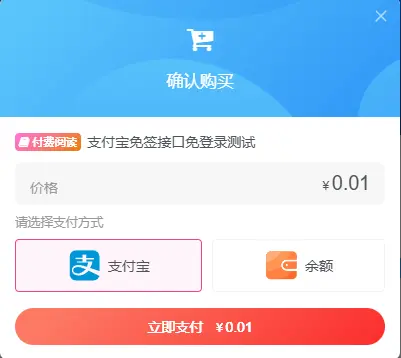 确认购买
付费阅读 支付宝免签接口免登录测试
价格 ¥0.01
请选择支付方式
支 支付宝 余额
立即支付 ¥0.01